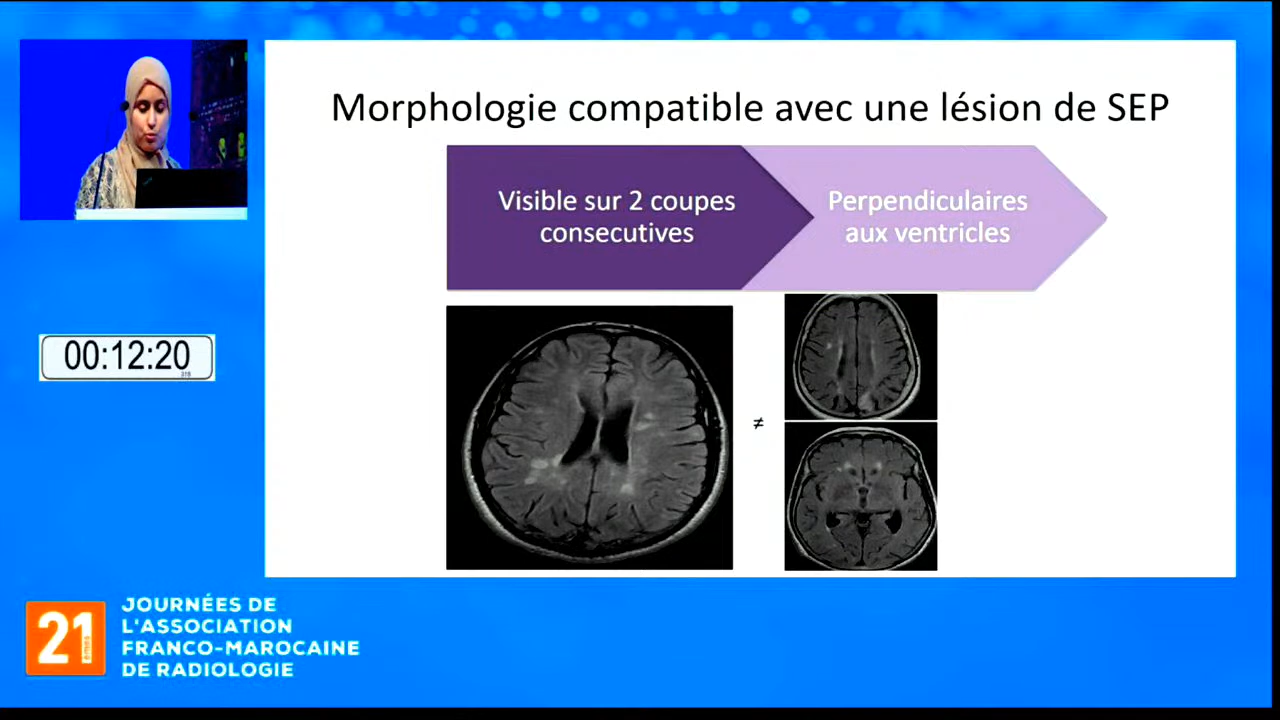 Morphologie compatible avec une lésion de SEP
Visible sur 2 coupes
consecutives
Perpendiculaires
aux ventricles
≠
00:12:20
21
èmes
JOURNÉES DE
L'ASSOCIATION
FRANCO-MAROCAINE
DE RADIOLOGIE